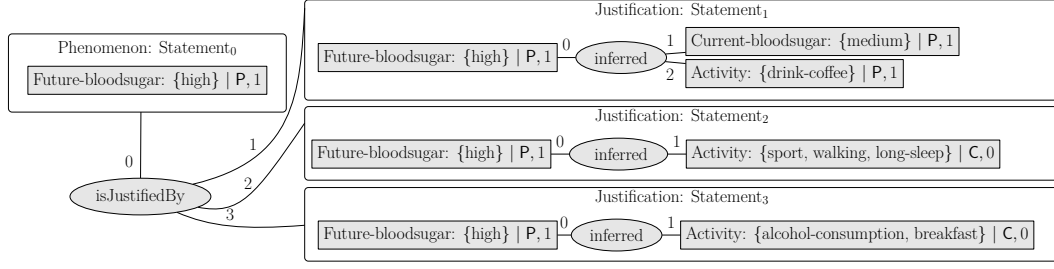 Phenomenon: Statement₀
Future-bloodsugar: {high} | P, 1
0
isJustifiedBy
1
2
3
Justification: Statement₁
Future-bloodsugar: {high} | P, 1
0
inferred
1
Current-bloodsugar: {medium} | P, 1
2
Activity: {drink-coffee} | P, 1
Justification: Statement₂
Future-bloodsugar: {high} | P, 1
0
inferred
1
Activity: {sport, walking, long-sleep} | C, 0
Justification: Statement₃
Future-bloodsugar: {high} | P, 1
0
inferred
1
Activity: {alcohol-consumption, breakfast} | C, 0